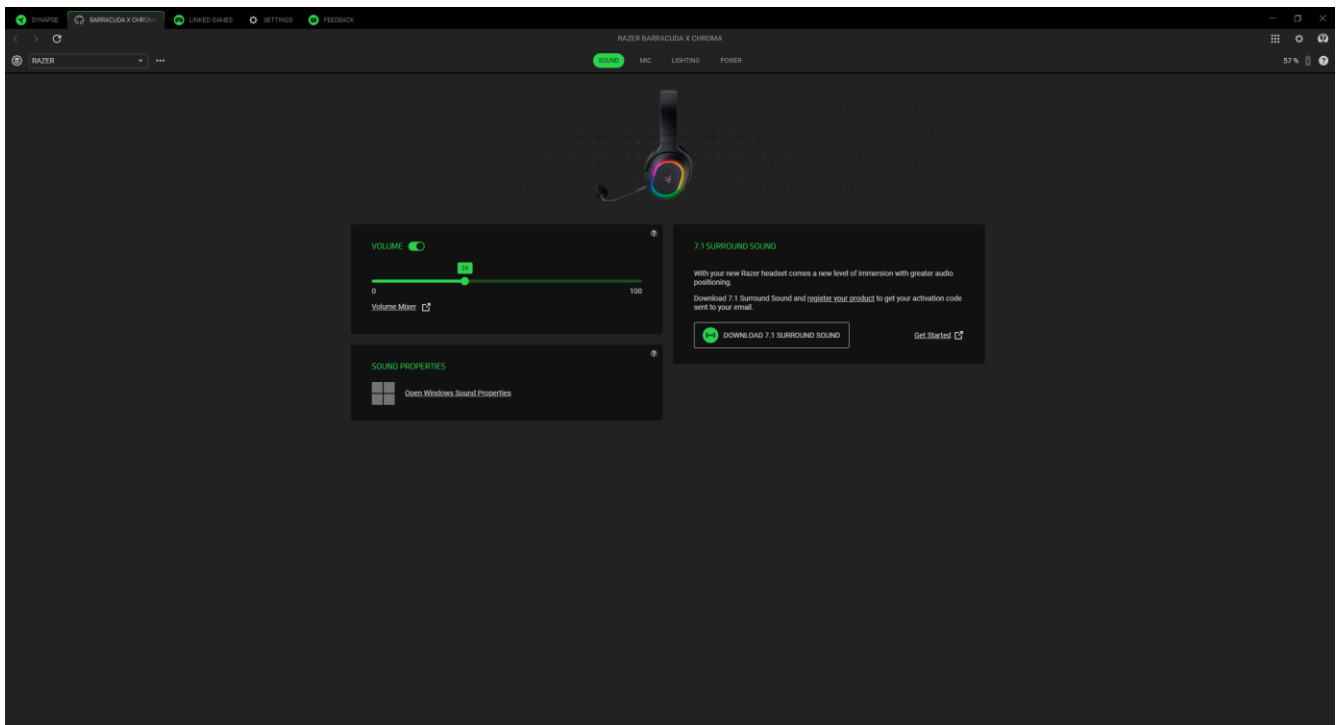 SYNAPSE
BARRACUDA X CHROMA
LINKED GAMES
SETTINGS
FEEDBACK
RAZER BARRACUDA X CHROMA
RAZER
SOUND
MIC
LIGHTING
POWER
57 %
VOLUME
34
0
100
Volume Mixer
SOUND PROPERTIES
Open Windows Sound Properties
7.1 SURROUND SOUND
With your new Razer headset comes a new level of immersion with greater audio
positioning.
Download 7.1 Surround Sound and register your product to get your activation code
sent to your email.
DOWNLOAD 7.1 SURROUND SOUND
Get Started